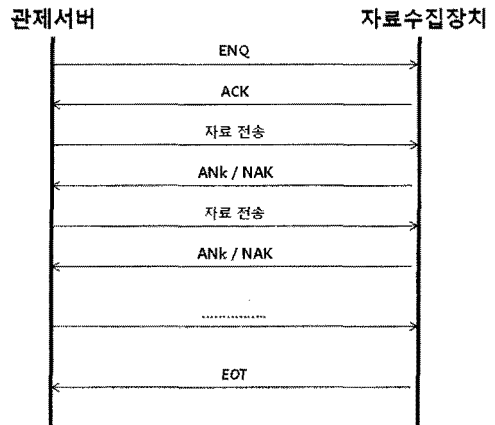 관제서버 자료수집장치
ENQ
ACK
자료 전송
ANk / NAK
자료 전송
ANk / NAK
................
EOT